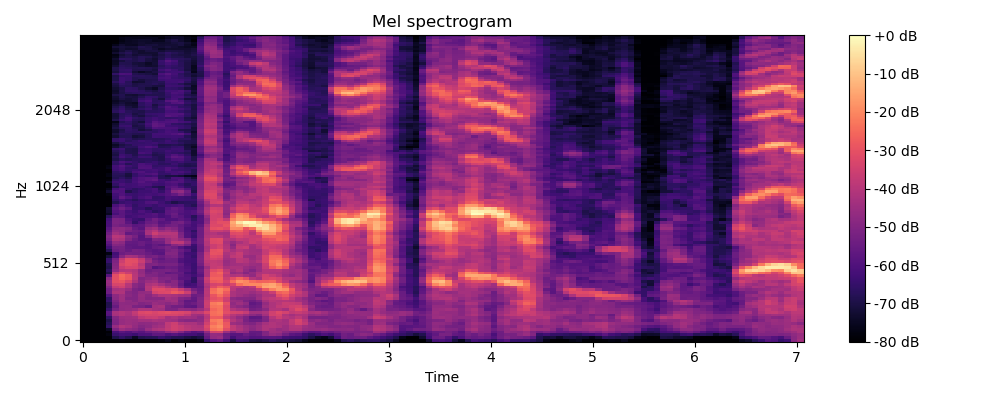 Mel spectrogram
Hz
2048
1024
512
0
0 1 2 3 4 5 6 7
Time
+0 dB
-10 dB
-20 dB
-30 dB
-40 dB
-50 dB
-60 dB
-70 dB
-80 dB